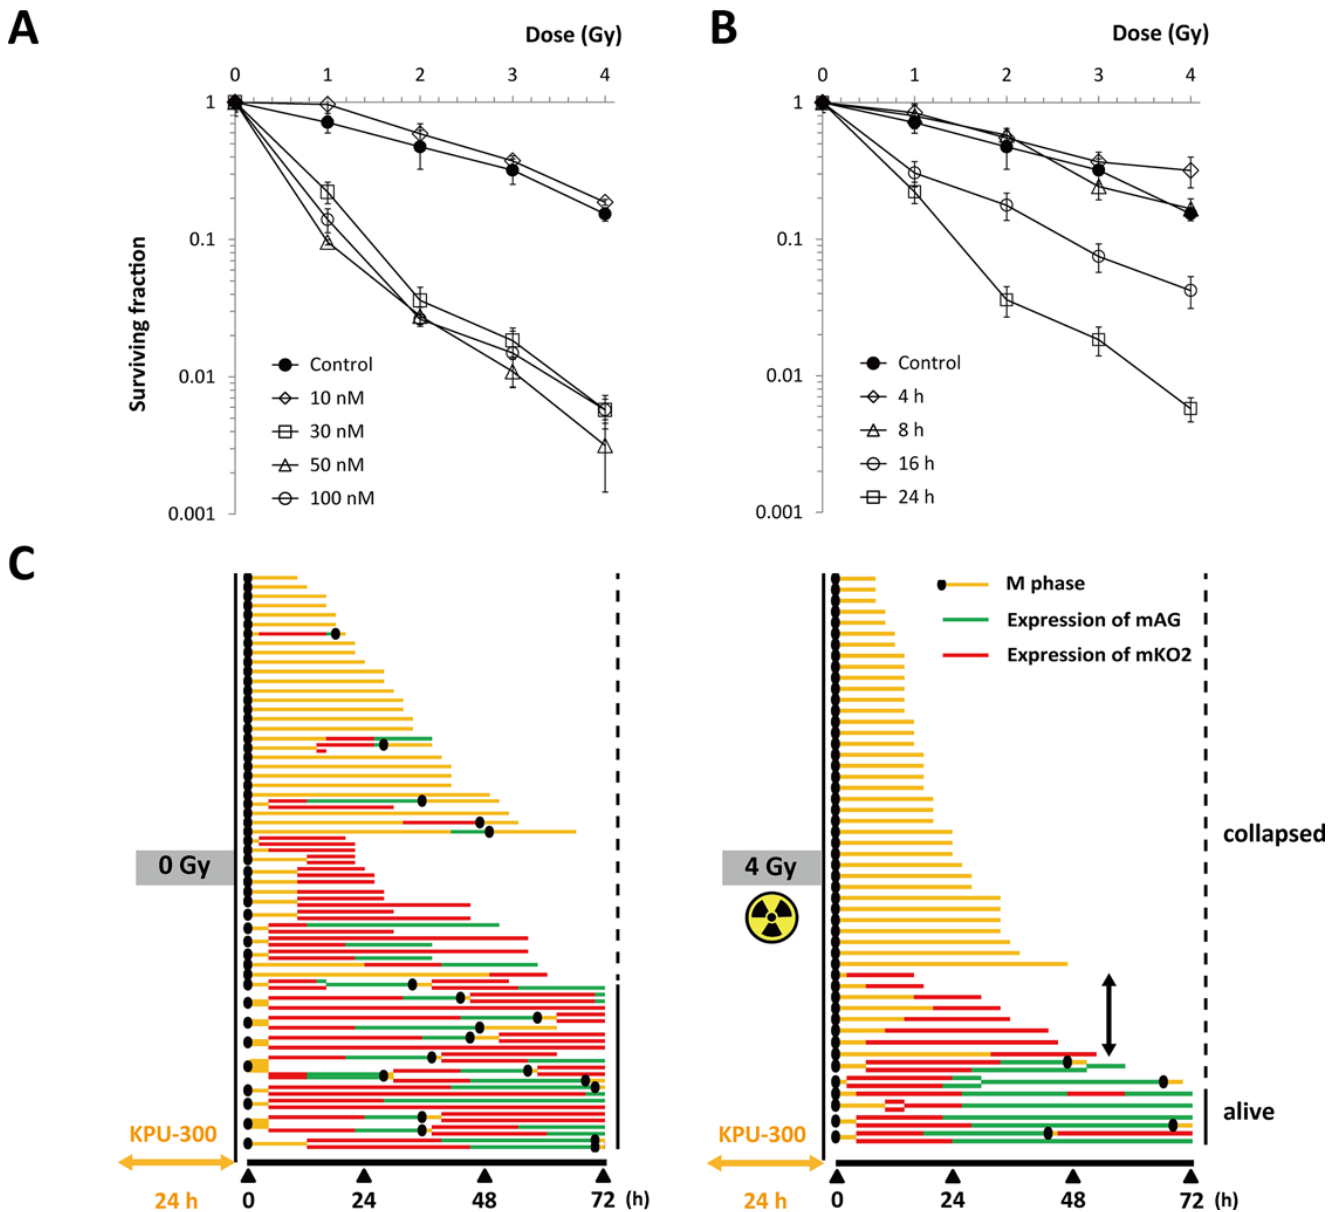 A
Dose (Gy)
0 1 2 3 4
1
0.1
0.01
0.001
Surviving fraction
Control
10 nM
30 nM
50 nM
100 nM
B
Dose (Gy)
0 1 2 3 4
1
0.1
0.01
0.001
Control
4 h
8 h
16 h
24 h
C
0 Gy
KPU-300
24 h
0 24 48 72 (h)
M phase
Expression of mAG
Expression of mKO2
4 Gy
collapsed
alive
KPU-300
24 h
0 24 48 72 (h)